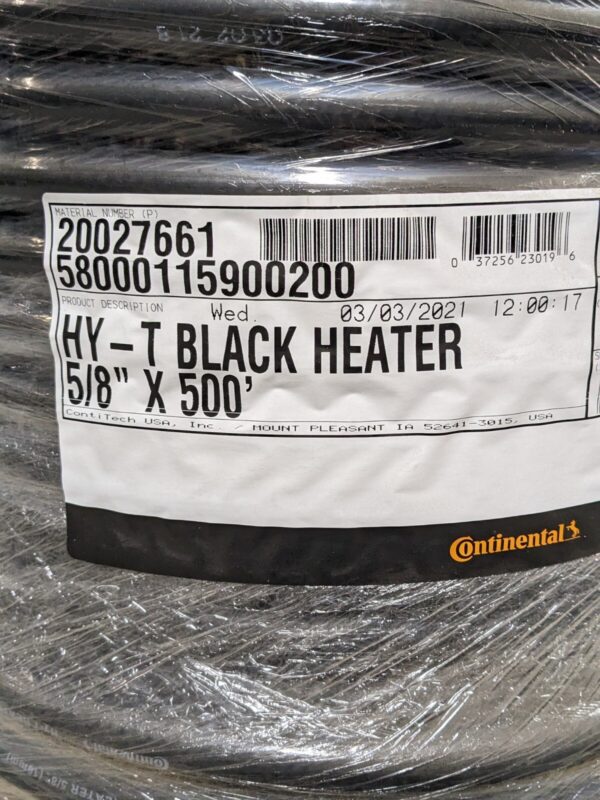 MATERIAL NUMBER (P)
20027661
58000115900200
0 37256 23019 6
PRODUCT DESCRIPTION
Wed. 03/03/2021 12:00:17
HY-T BLACK HEATER
5/8" X 500'
ContiTech USA, Inc. / MOUNT PLEASANT IA 52641-3015, USA
Continental
Continental